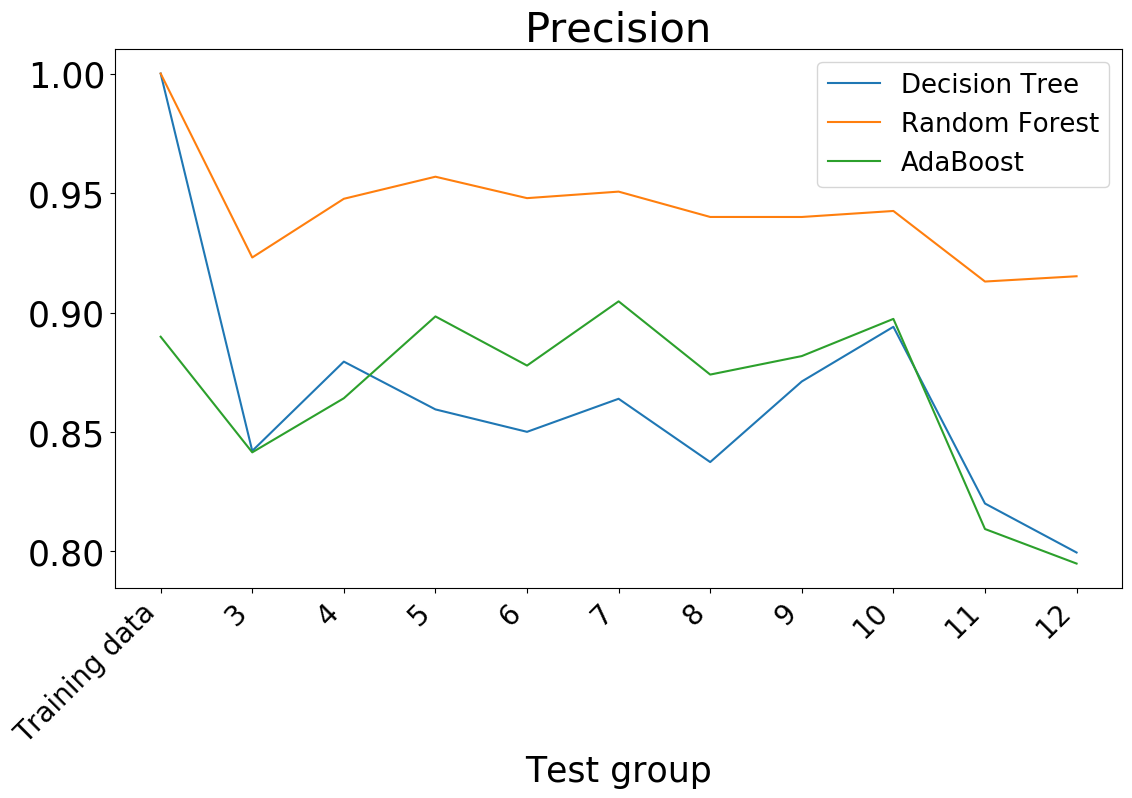 Precision
1.00
0.95
0.90
0.85
0.80
Decision Tree
Random Forest
AdaBoost
Training data
3
4
5
6
7
8
9
10
11
12
Test group